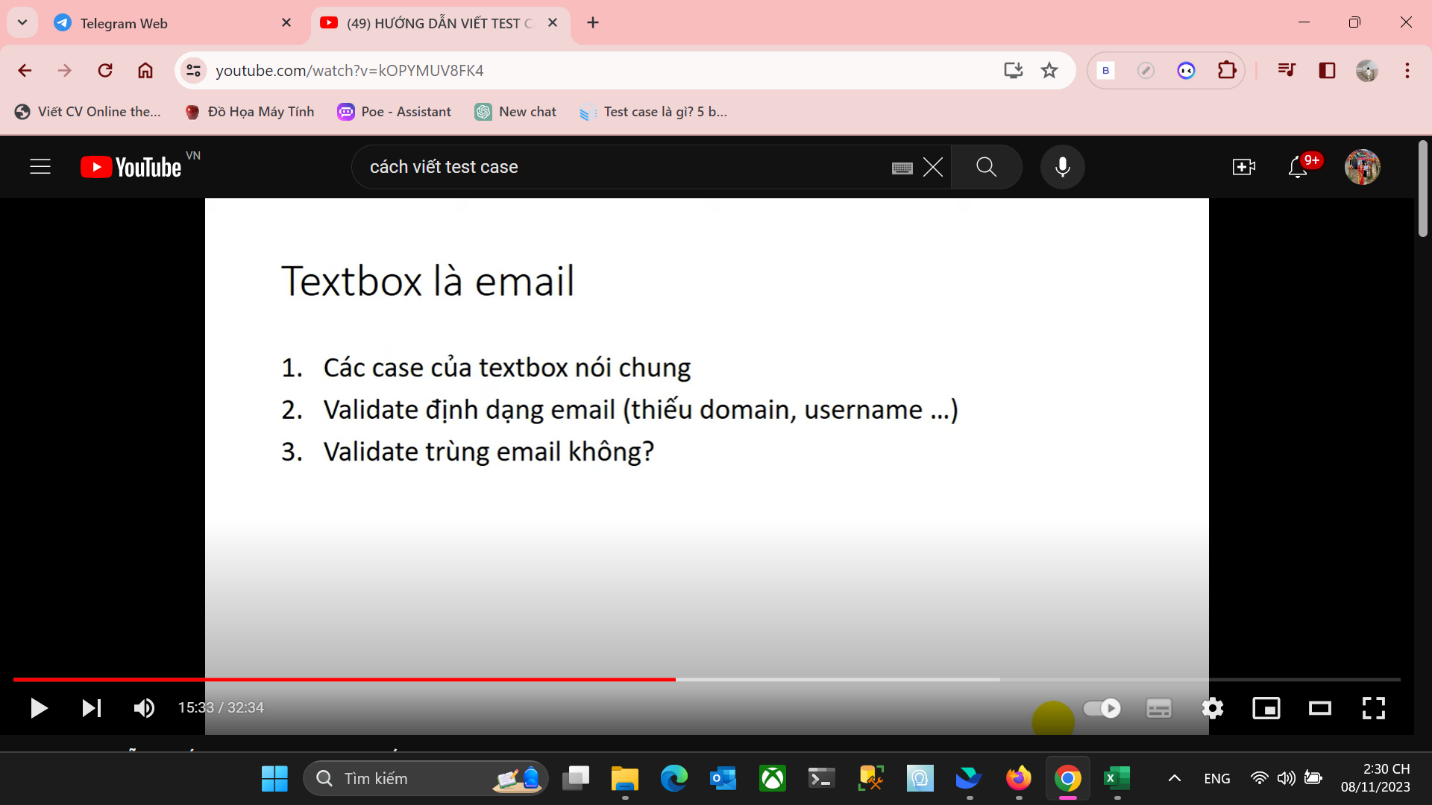 Telegram Web
(49) HƯỚNG DẪN VIẾT TEST C
youtube.com/watch?v=kOPYMUV8FK4
B
Viết CV Online the...
Đồ Họa Máy Tính
Poe - Assistant
New chat
Test case là gì? 5 b...
YouTube VN
cách viết test case
9+
Textbox là email
1. Các case của textbox nói chung
2. Validate định dạng email (thiếu domain, username ...)
3. Validate trùng email không?
15:33 / 32:34
Tìm kiếm
ENG
2:30 CH
08/11/2023